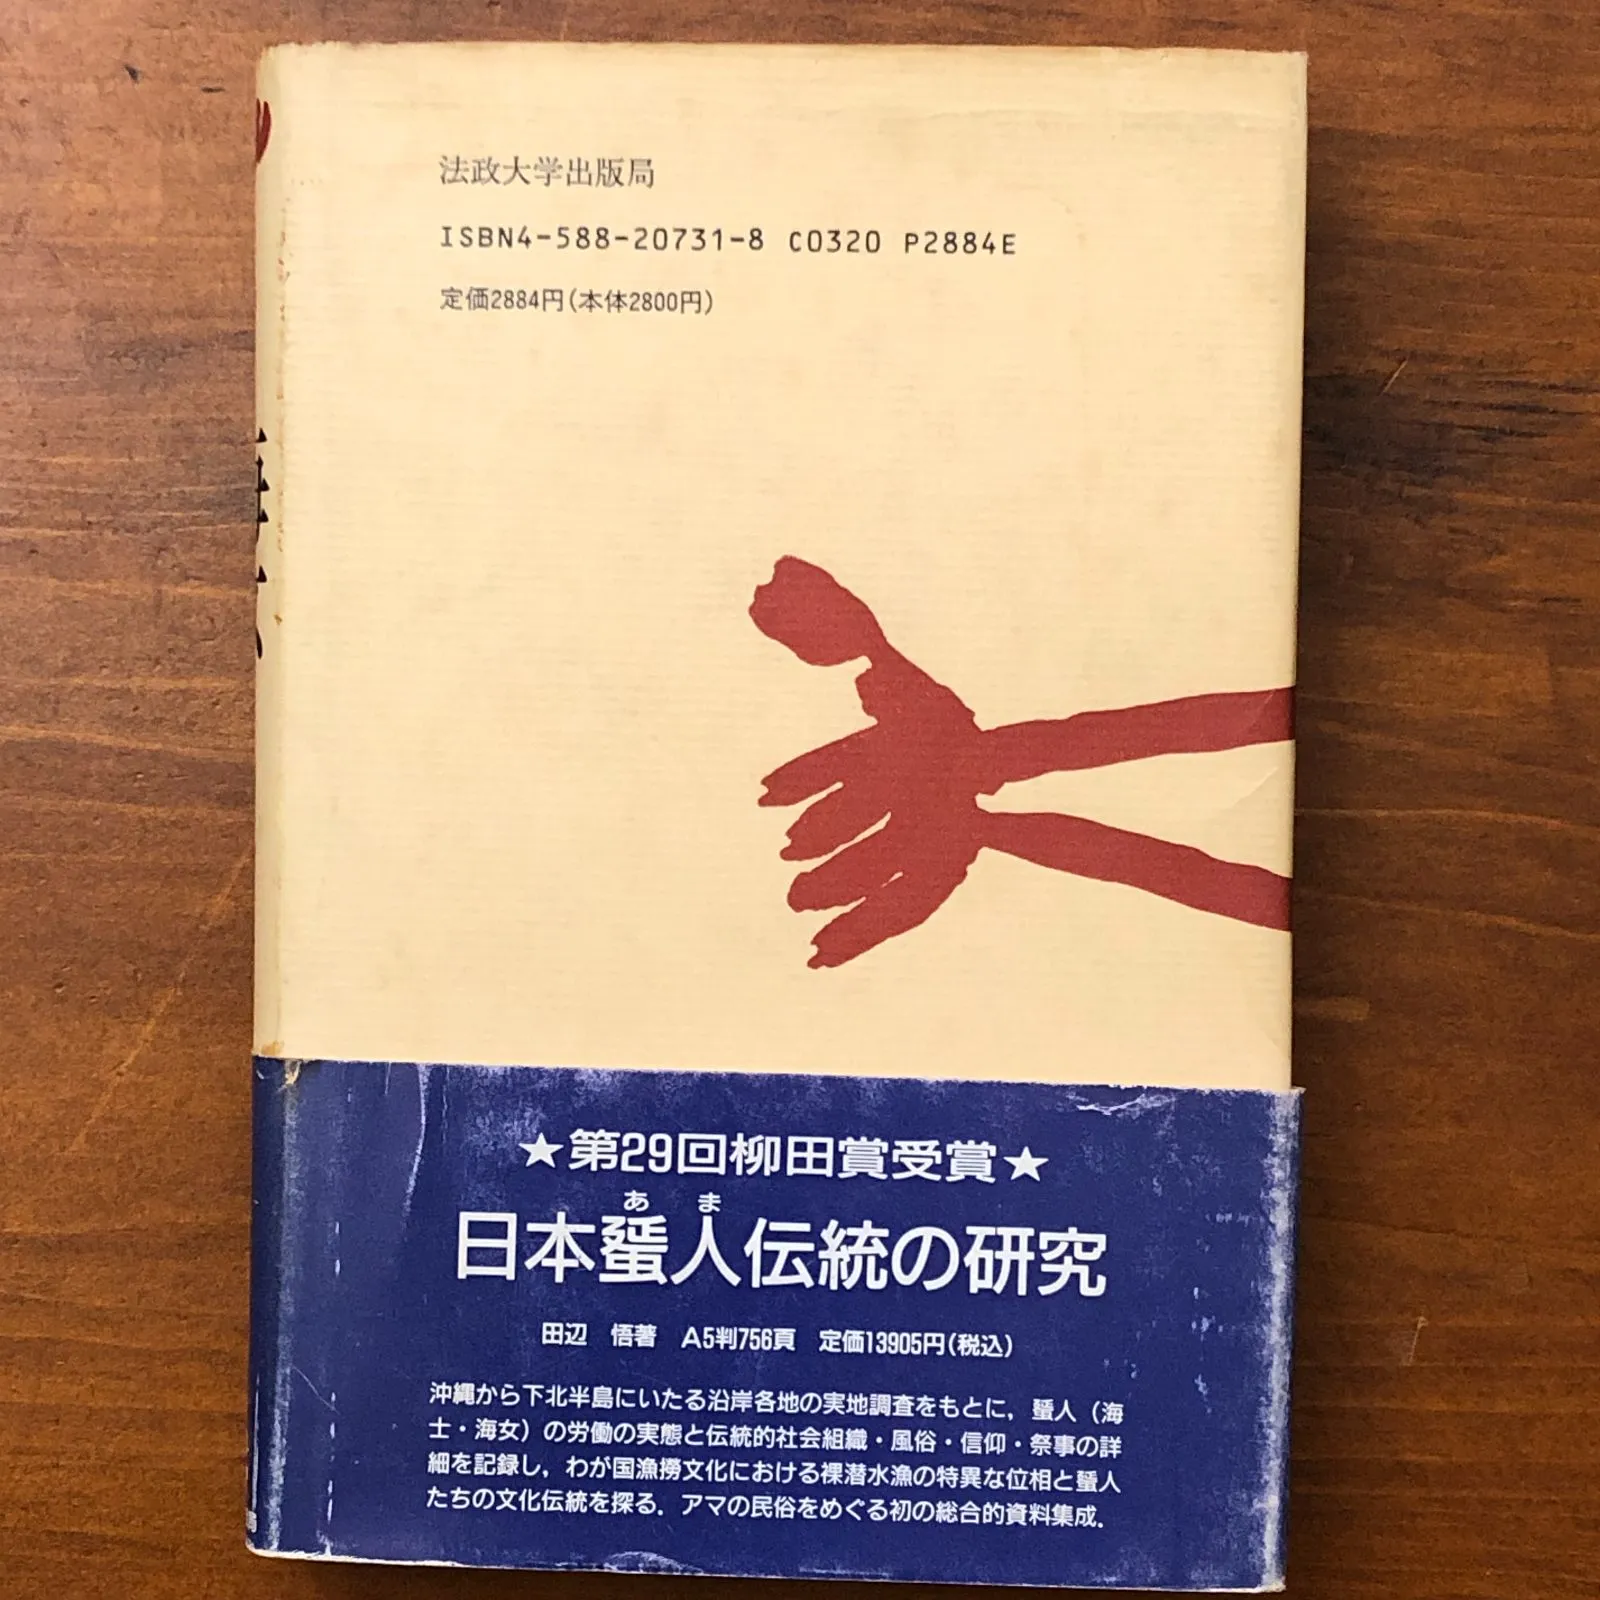 法政大学出版局
ISBN4-588-20731-8 C0320 P2884E
定価2884円(本体2800円)
★第29回柳田賞受賞★
あま
日本蜑人伝統の研究
田辺 悟著 A5判756頁 定価13905円(税込)
沖縄から下北半島にいたる沿岸各地の実地調査をもとに，蜑人（海
士・海女）の労働の実態と伝統的社会組織・風俗・信仰・祭事の詳
細を記録し，わが国漁撈文化における裸潜水漁の特異な位相と蜑人
たちの文化伝統を探る．アマの民俗をめぐる初の総合的資料集成．